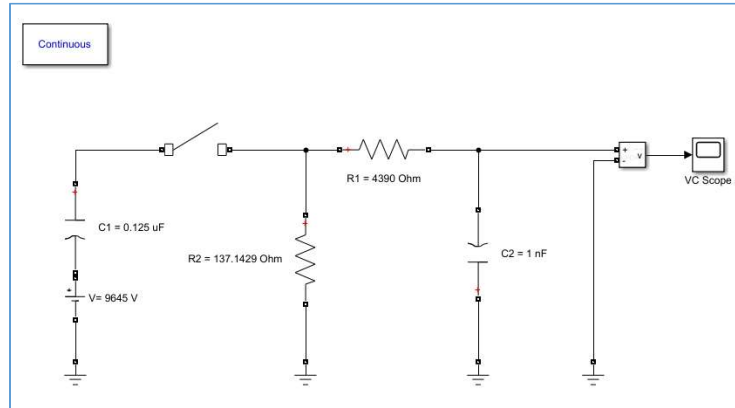 Continuous
R1 = 4390 Ohm
+
-
v
VC Scope
C1 = 0.125 uF
R2 = 137.1429 Ohm
C2 = 1 nF
+
V= 9645 V